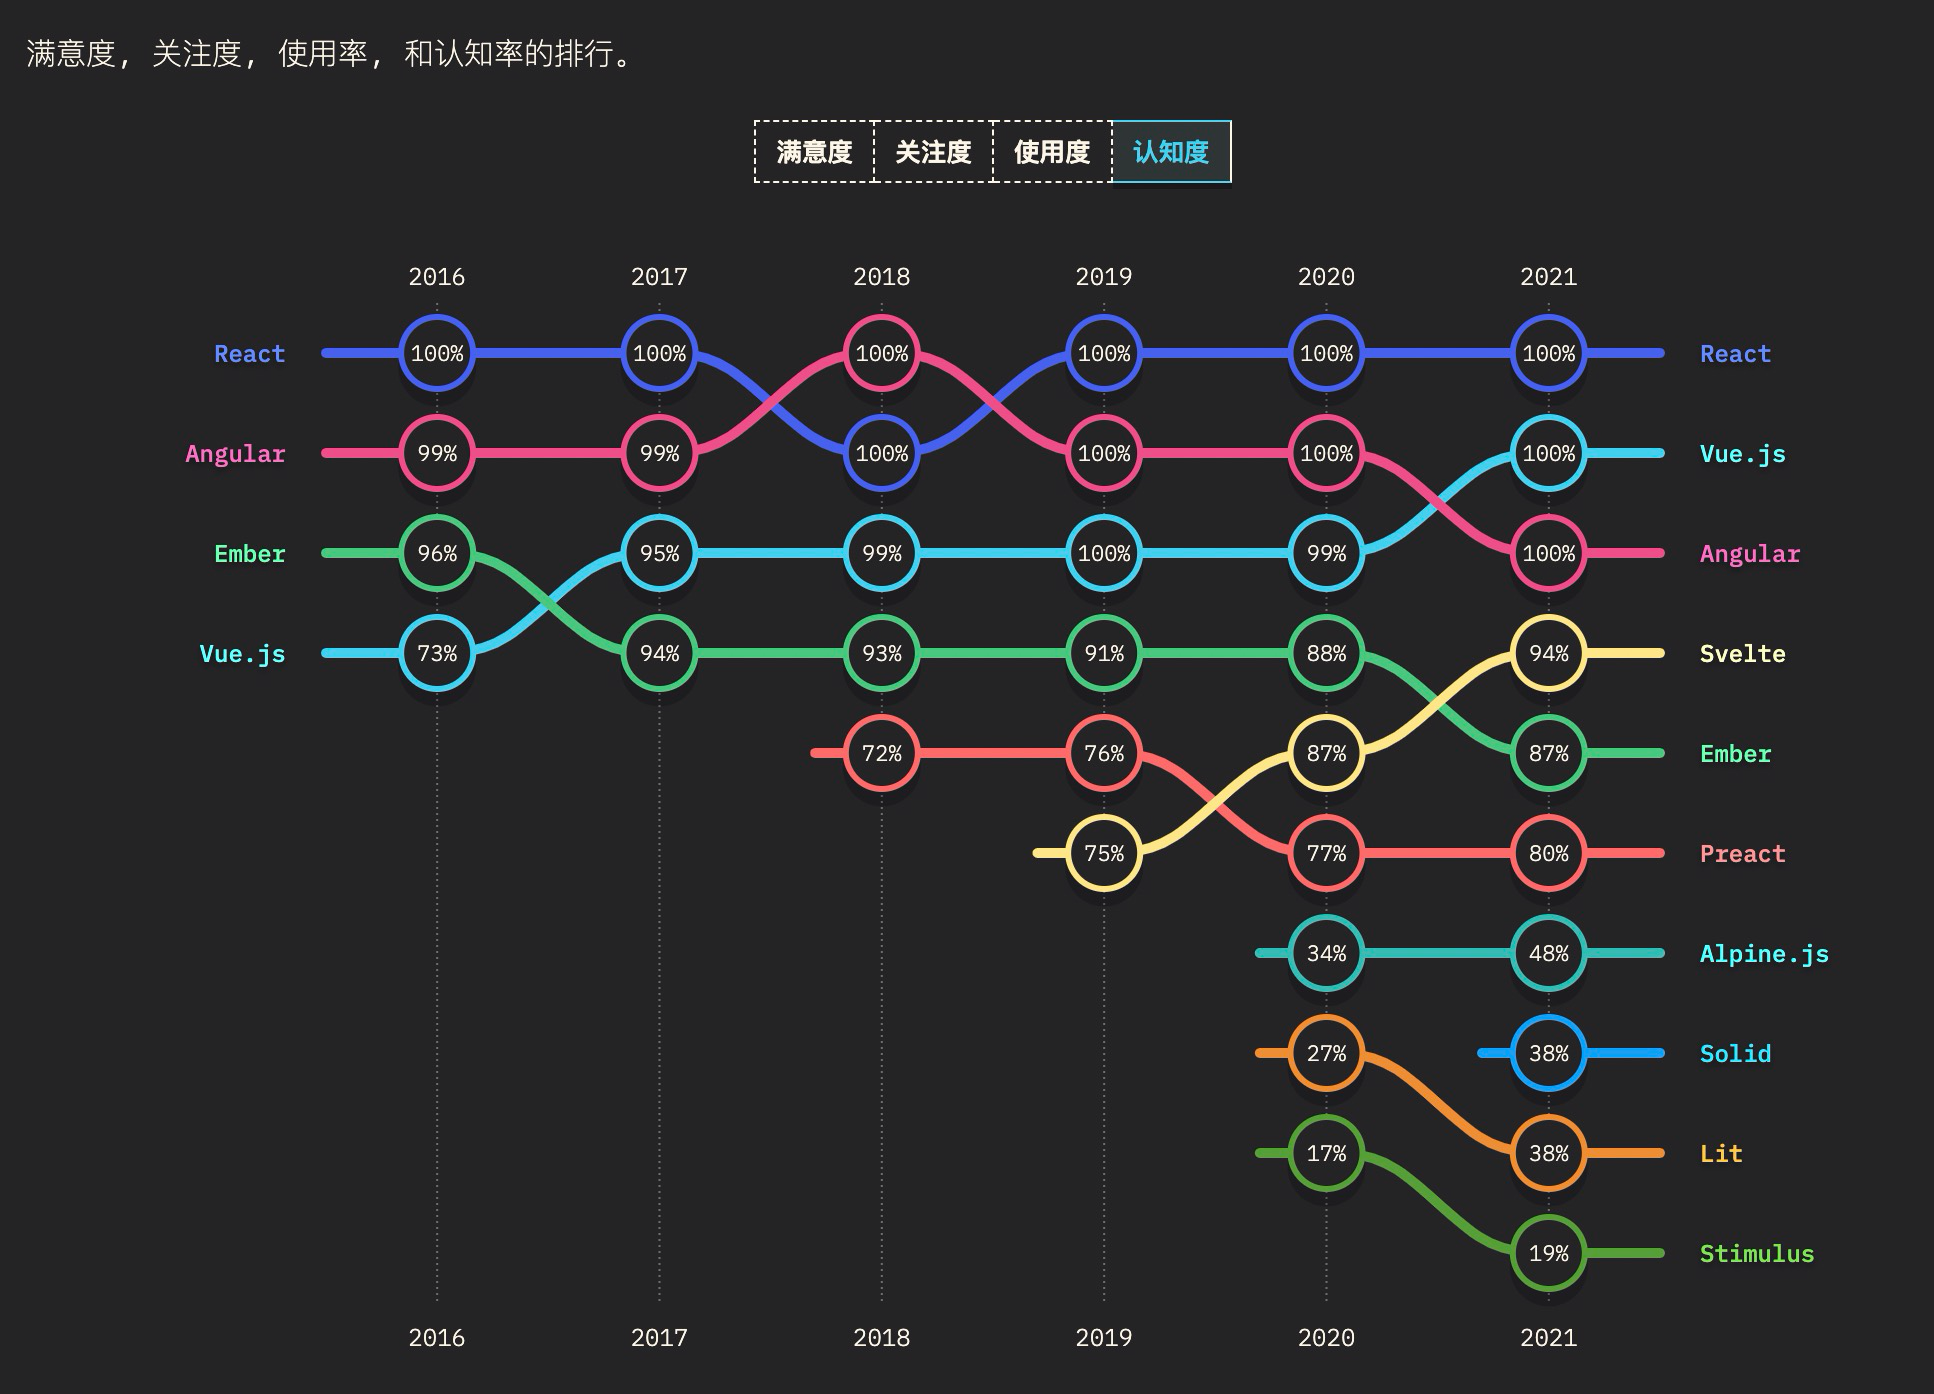 满意度, 关注度, 使用率, 和认知率的排行。
满意度 关注度 使用度 认知度
2016 2017 2018 2019 2020 2021
React 100% 100% 100% 100% 100% 100% React
Angular 99% 99% 100% 100% 100% 100% Vue.js
Ember 96% 95% 99% 100% 99% 100% Angular
Vue.js 73% 94% 93% 91% 88% 94% Svelte
72% 76% 87% 87% Ember
75% 77% 80% Preact
34% 48% Alpine.js
27% 38% Solid
17% 38% Lit
19% Stimulus
2016 2017 2018 2019 2020 2021